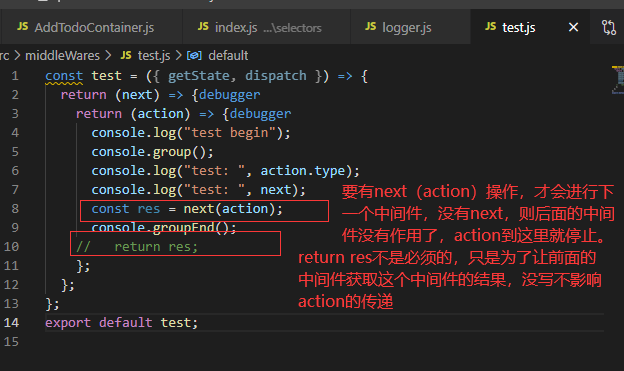 AddTodoContainer.js
index.js ...\selectors
logger.js
test.js
rc > middleWares > test.js > default
1 const test = ({ getState, dispatch }) => {
2 return (next) => {debugger
3 return (action) => {debugger
4 console.log("test begin");
5 console.group();
6 console.log("test: ", action.type);
7 console.log("test: ", next);
8 const res = next(action);
9 console.groupEnd();
10 // return res;
11 };
12 };
13 };
14 export default test;
15
要有next（action）操作，才会进行下
一个中间件，没有next，则后面的中间
件没有作用了，action到这里就停止。
return res不是必须的，只是为了让前面的
中间件获取这个中间件的结果，没写不影响
action的传递